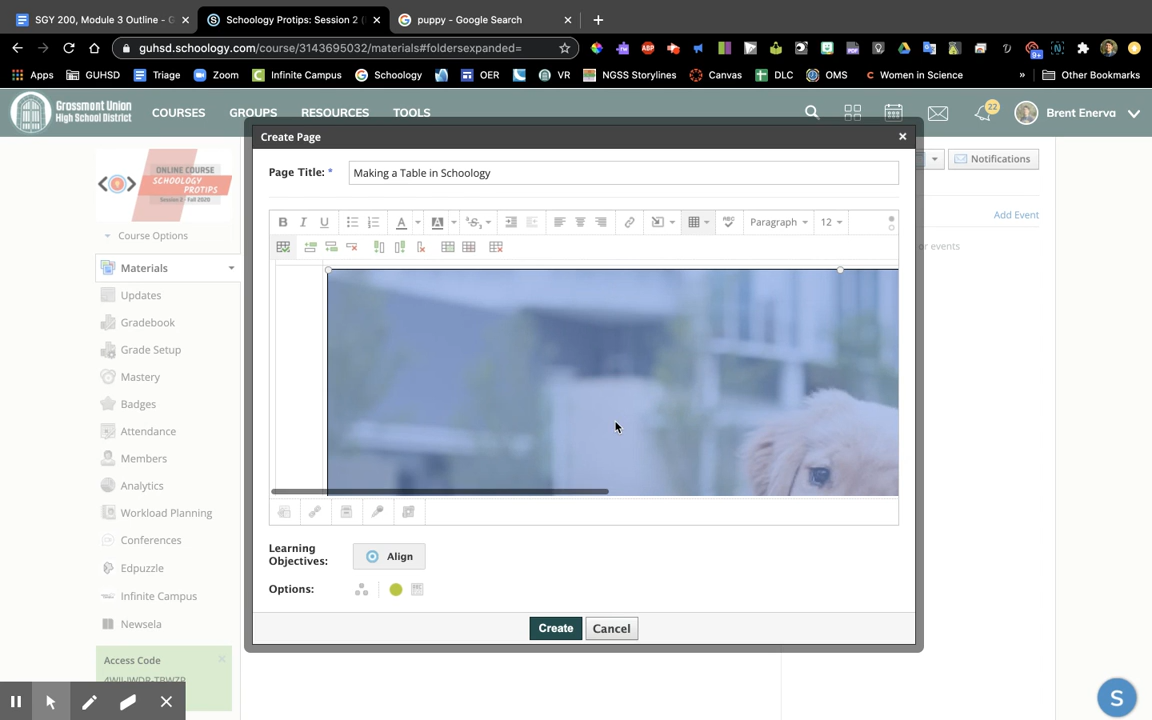 SGY 200, Module 3 Outline - G
Schoology Protips: Session 2 (
puppy - Google Search
guhsd.schoology.com/course/3143695032/materials#foldersexpanded=
Apps
GUHSD
Triage
Zoom
Infinite Campus
Schoology
OER
VR
NGSS Storylines
Canvas
DLC
OMS
Women in Science
»
Other Bookmarks
Grossmont Union
High School District
COURSES
GROUPS
RESOURCES
TOOLS
22
Brent Enerva
ONLINE COURSE
SCHOOLOGY
PROTIPS
Session 2 - Fall 2020
Course Options
Materials
Updates
Gradebook
Grade Setup
Mastery
Badges
Attendance
Members
Analytics
Workload Planning
Conferences
Edpuzzle
Infinite Campus
Newsela
Access Code
Create Page
Page Title: *
Making a Table in Schoology
B I U
Paragraph
12
Learning
Objectives:
Align
Options:
Create
Cancel
Notifications
Add Event
or events
S